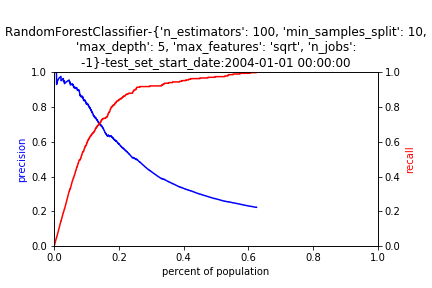 RandomForestClassifier-{'n_estimators': 100, 'min_samples_split': 10,
'max_depth': 5, 'max_features': 'sqrt', 'n_jobs':
-1}-test_set_start_date:2004-01-01 00:00:00
1.0
0.8
0.6
0.4
0.2
0.0
precision
1.0
0.8
0.6
0.4
0.2
0.0
recall
0.0 0.2 0.4 0.6 0.8 1.0
percent of population